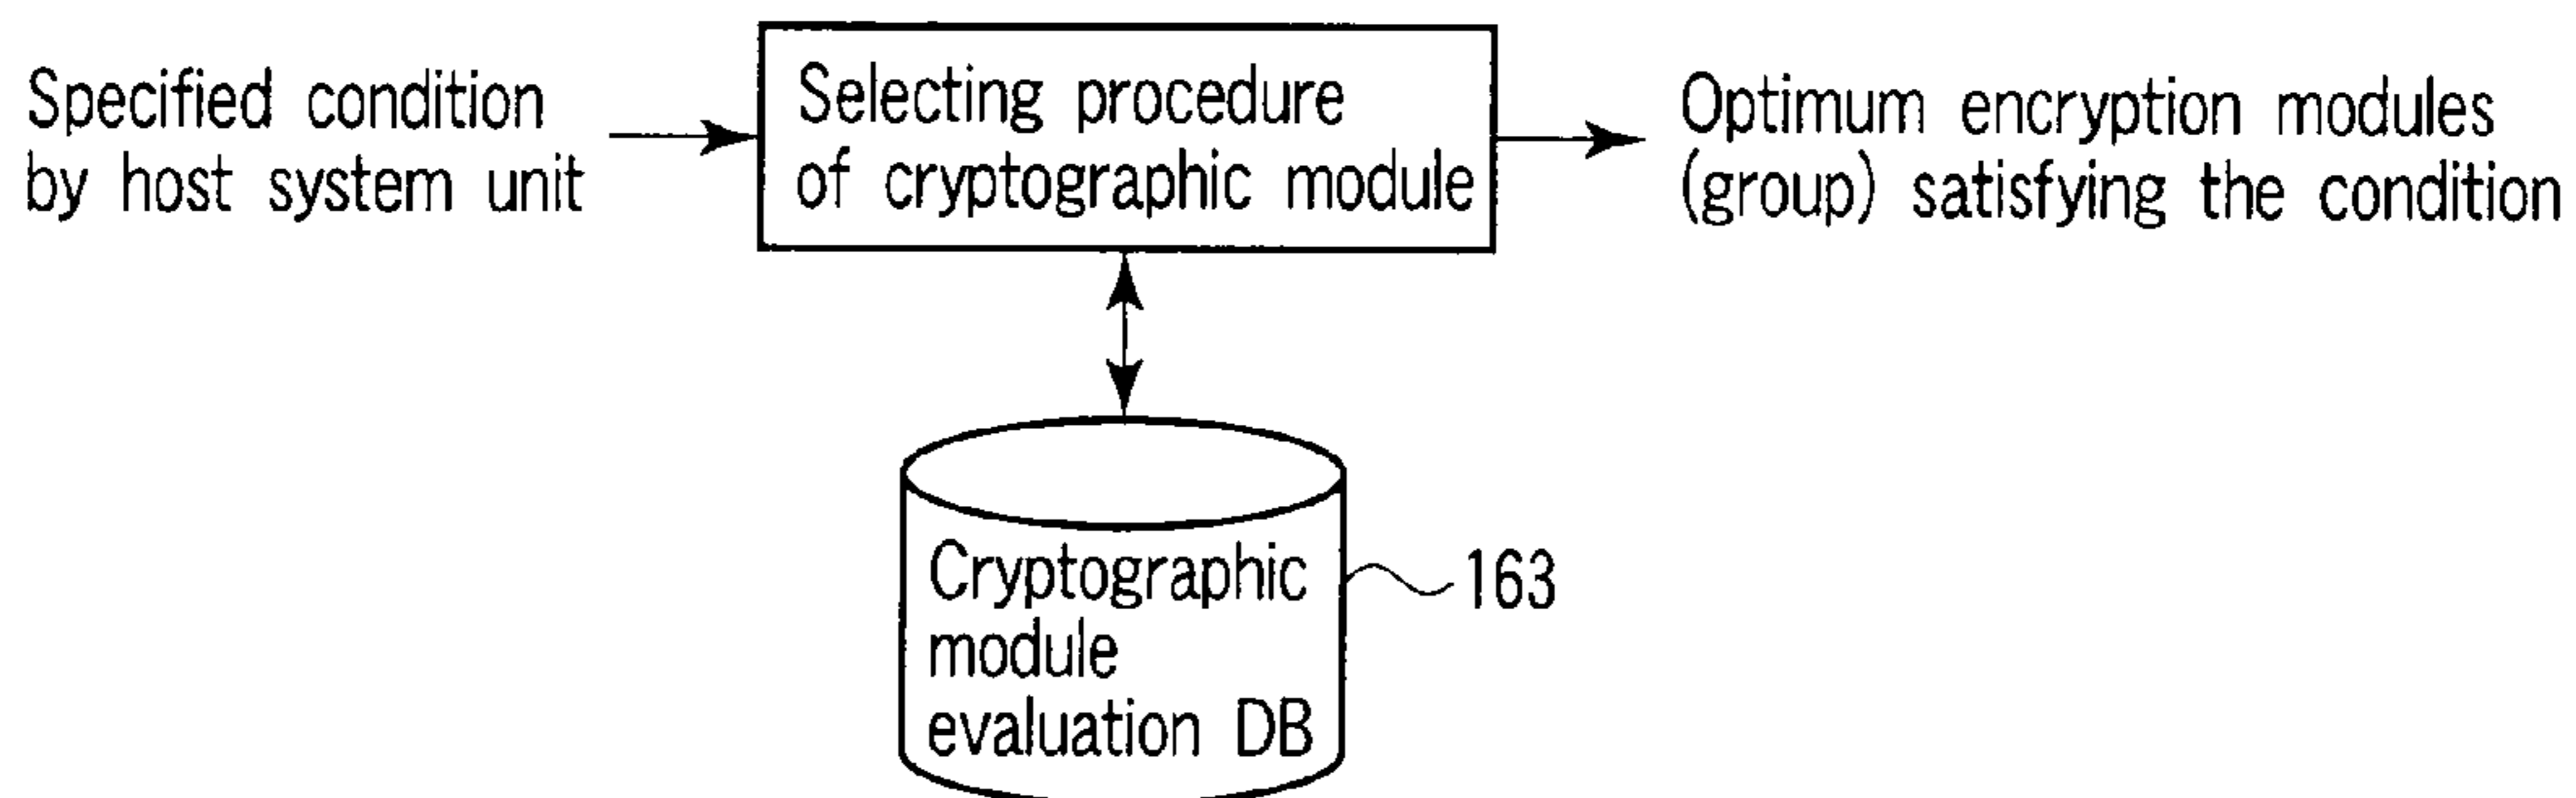 Specified condition
by host system unit
Selecting procedure
of cryptographic module
Optimum encryption modules
(group) satisfying the condition
Cryptographic
module
evaluation DB
163